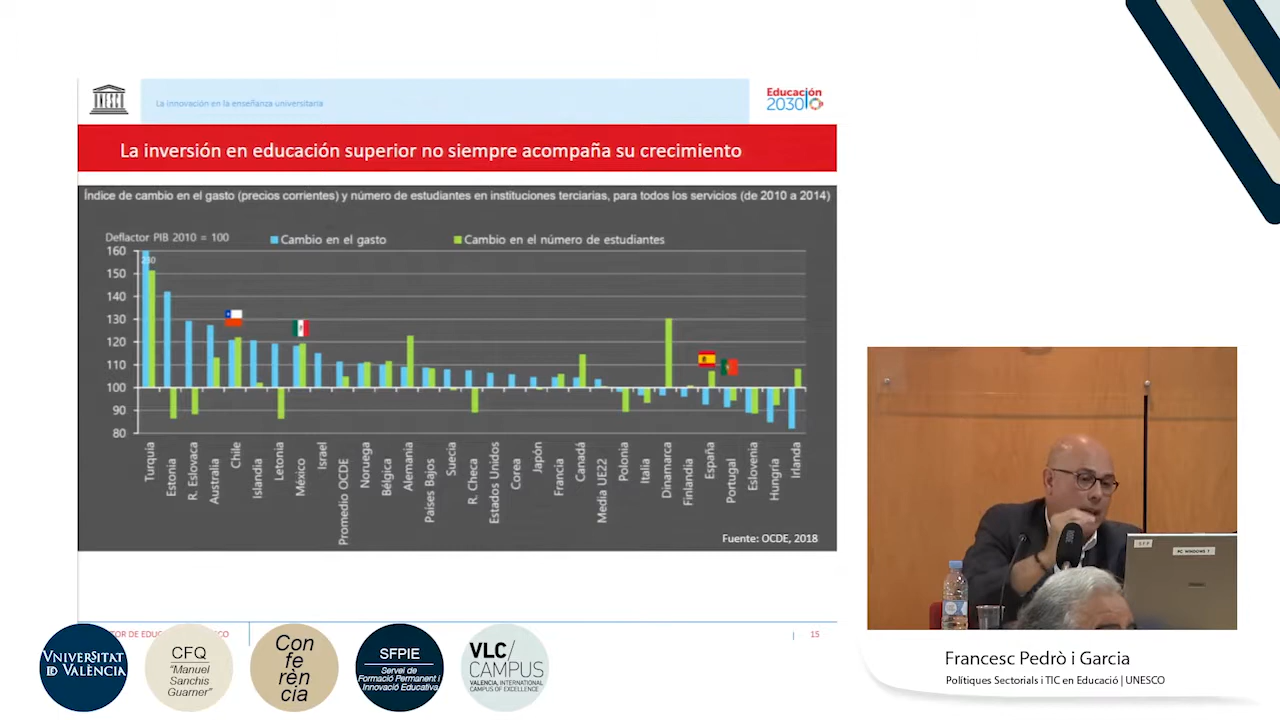 La innovación en la enseñanza universitaria
Educación
2030
La inversión en educación superior no siempre acompaña su crecimiento
Índice de cambio en el gasto (precios corrientes) y número de estudiantes en instituciones terciarias, para todos los servicios (de 2010 a 2014)
Deflactor PIB 2010 = 100
Cambio en el gasto
Cambio en el número de estudiantes
160
150
140
130
120
110
100
90
80
Turquía
Estonia
R. Eslovaca
Australia
Chile
Islandia
Letonia
México
Israel
Promedio OCDE
Noruega
Bélgica
Alemania
Países Bajos
Suecia
R. Checa
Estados Unidos
Corea
Japón
Francia
Canadá
Media UE22
Polonia
Italia
Dinamarca
Finlandia
España
Portugal
Eslovenia
Hungría
Irlanda
Fuente: OCDE, 2018
15
VNIVERSITAT
DE VALÈNCIA
CFQ
"Manuel
Sanchis
Guarner"
Con
fe
rèn
cia
SFPIE
Servei de
Formació Permanent i
Innovació Educativa
VLC/
CAMPUS
VALENCIA, INTERNATIONAL
CAMPUS OF EXCELLENCE
PC WINDOWS 7
Francesc Pedrò i Garcia
Polítiques Sectorials i TIC en Educació | UNESCO